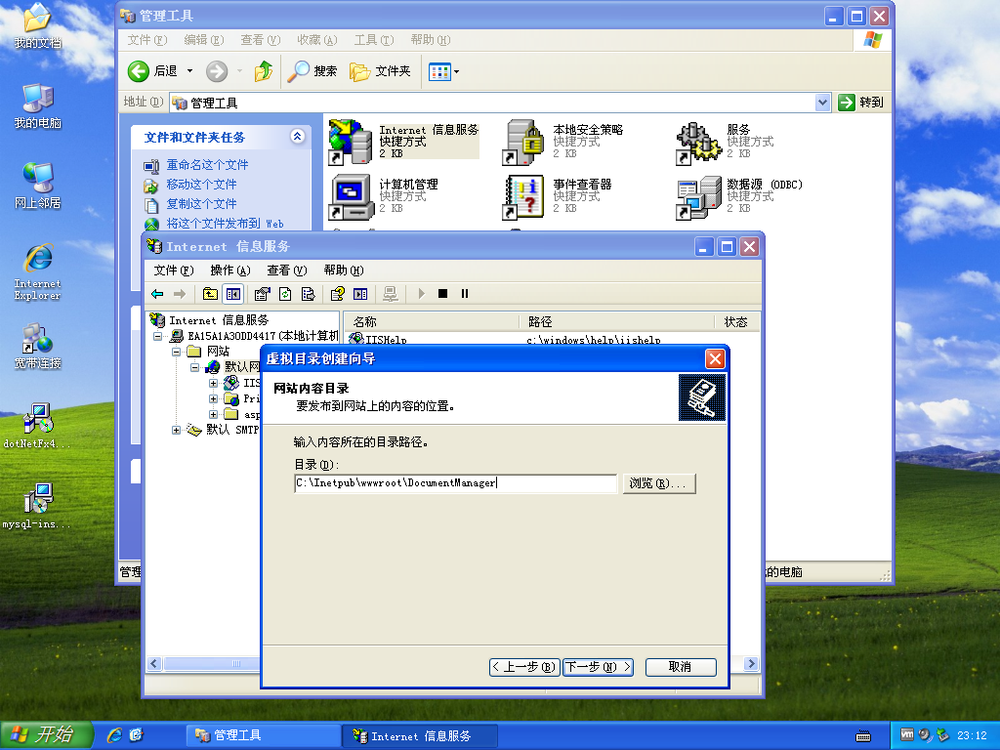 我的文档
我的电脑
网上邻居
Internet
Explorer
宽带连接
dotNetFx4...
mysql-ins...
管理工具
文件(F) 编辑(E) 查看(V) 收藏(A) 工具(T) 帮助(H)
后退 搜索 文件夹
地址(D) 管理工具 转到
文件和文件夹任务
重命名这个文件
移动这个文件
复制这个文件
将这个文件发布到 Web
Internet 信息服务
快捷方式
2 KB
本地安全策略
快捷方式
2 KB
服务
快捷方式
2 KB
计算机管理
快捷方式
2 KB
事件查看器
快捷方式
2 KB
数据源 (ODBC)
快捷方式
2 KB
Internet 信息服务
文件(F) 操作(A) 查看(V) 帮助(H)
Internet 信息服务
EA15A1A30DD4417(本地计算机
网站
默认网
IIS
Pri
asp
默认 SMTP
名称 路径 状态
IISHelp c:\windows\help\iishelp
虚拟目录创建向导
网站内容目录
要发布到网站上的内容的位置。
输入内容所在的目录路径。
目录(D):
C:\Inetpub\wwwroot\DocumentManager
浏览(R)...
< 上一步(B) 下一步(N) > 取消
管理
的电脑
开始 管理工具 Internet 信息服务 vm 23:12